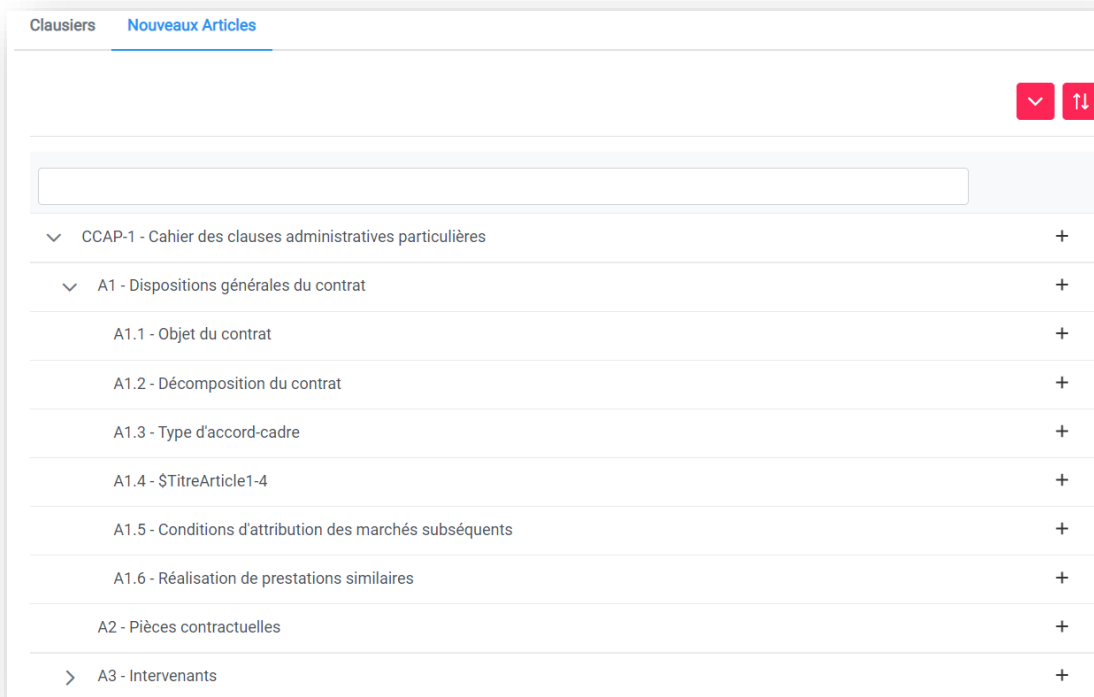 Clausiers
Nouveaux Articles
CCAP-1 - Cahier des clauses administratives particulières
A1 - Dispositions générales du contrat
A1.1 - Objet du contrat
A1.2 - Décomposition du contrat
A1.3 - Type d'accord-cadre
A1.4 - $TitreArticle1-4
A1.5 - Conditions d'attribution des marchés subséquents
A1.6 - Réalisation de prestations similaires
A2 - Pièces contractuelles
A3 - Intervenants